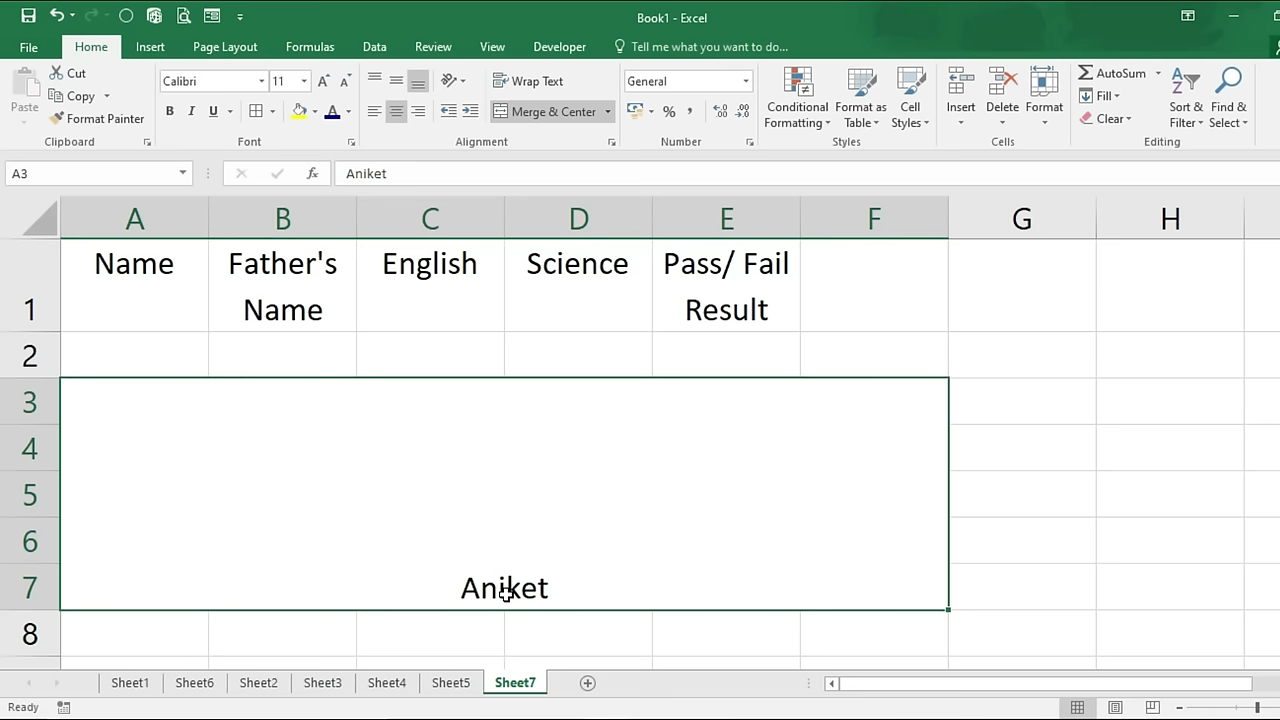 Book1 - Excel
File Home Insert Page Layout Formulas Data Review View Developer Tell me what you want to do...
Paste
Cut
Copy
Format Painter
Clipboard
Calibri 11
B I U
Font
Wrap Text
Merge & Center
Alignment
General
%
Number
Conditional Formatting
Format as Table
Cell Styles
Styles
Insert Delete Format
Cells
AutoSum
Fill
Clear
Sort & Filter
Find & Select
Editing
A3 fx Aniket
A B C D E F G H
1 Name Father's Name English Science Pass/ Fail Result
2
3
4
5
6
7 Aniket
8
Sheet1 Sheet6 Sheet2 Sheet3 Sheet4 Sheet5 Sheet7
Ready